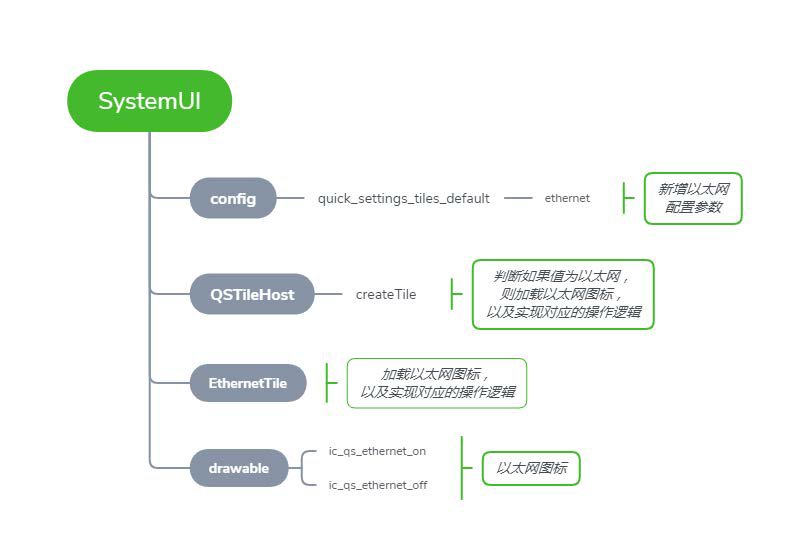 SystemUI
config
quick_settings_tiles_default
ethernet
新增以太网
配置参数
QSTileHost
createTile
判断如果值为以太网，
则加载以太网图标，
以及实现对应的操作逻辑
EthernetTile
加载以太网图标，
以及实现对应的操作逻辑
drawable
ic_qs_ethernet_on
ic_qs_ethernet_off
以太网图标